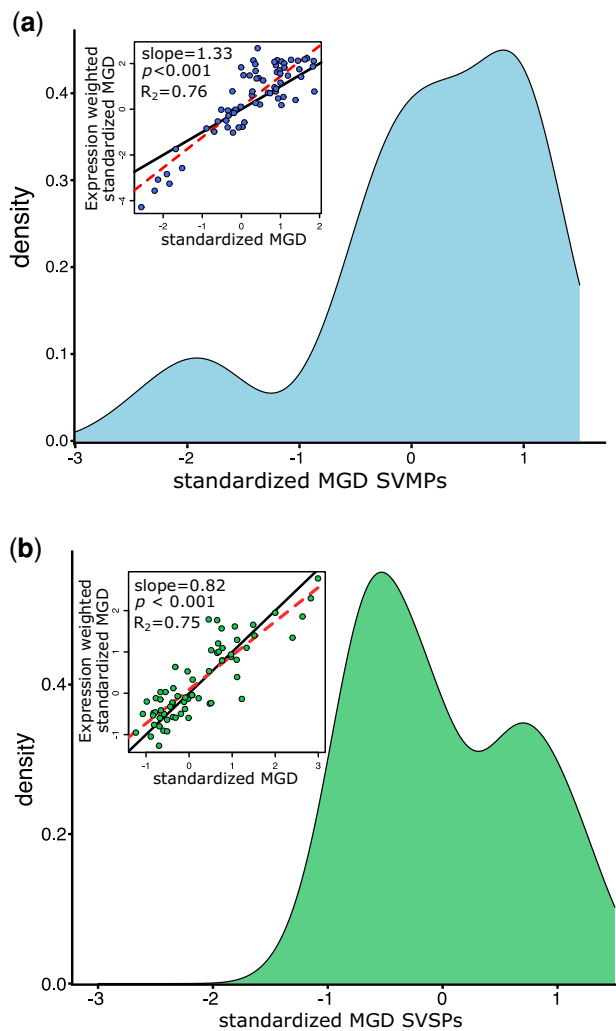 (a)
slope=1.33
p<0.001
R2=0.76
Expression weighted
standardized MGD
2
0
-2
-4
-2
-1
0
1
2
standardized MGD
density
0.4
0.3
0.2
0.1
0.0
-3
-2
-1
0
1
standardized MGD SVMPs
(b)
slope=0.82
p < 0.001
R2=0.75
Expression weighted
standardized MGD
2
1
0
-1
-1
0
1
2
3
standardized MGD
density
0.4
0.2
0.0
-3
-2
-1
0
1
standardized MGD SVSPs